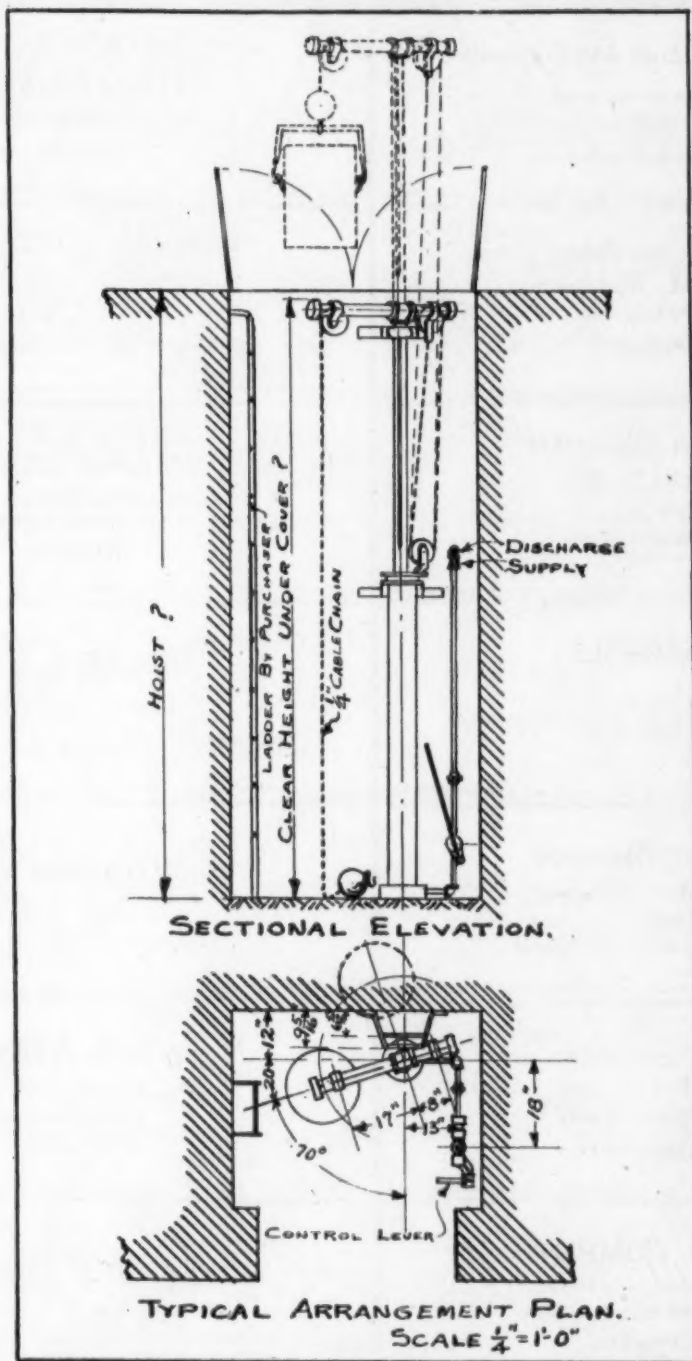 DISCHARGE
SUPPLY
HOIST ?
LADDER BY PURCHASER
CLEAR HEIGHT UNDER COVER ?
1/4" CABLE CHAIN
SECTIONAL ELEVATION.
20"
12"
17"
8"
13"
18"
70°
CONTROL LEVER
TYPICAL ARRANGEMENT PLAN.
SCALE 1/4"=1'-0"